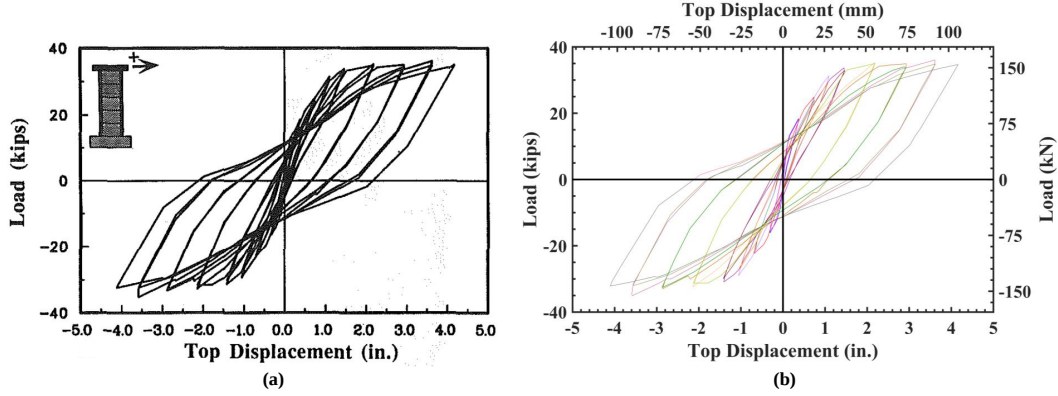 40
20
0
-20
-40
Load (kips)
+
-5.0 -4.0 -3.0 -2.0 -1.0 0.0 1.0 2.0 3.0 4.0 5.0
Top Displacement (in.)
(a)
Top Displacement (mm)
-100 -75 -50 -25 0 25 50 75 100
40
20
0
-20
-40
Load (kips)
150
75
0
-75
-150
Load (kN)
-5 -4 -3 -2 -1 0 1 2 3 4 5
Top Displacement (in.)
(b)